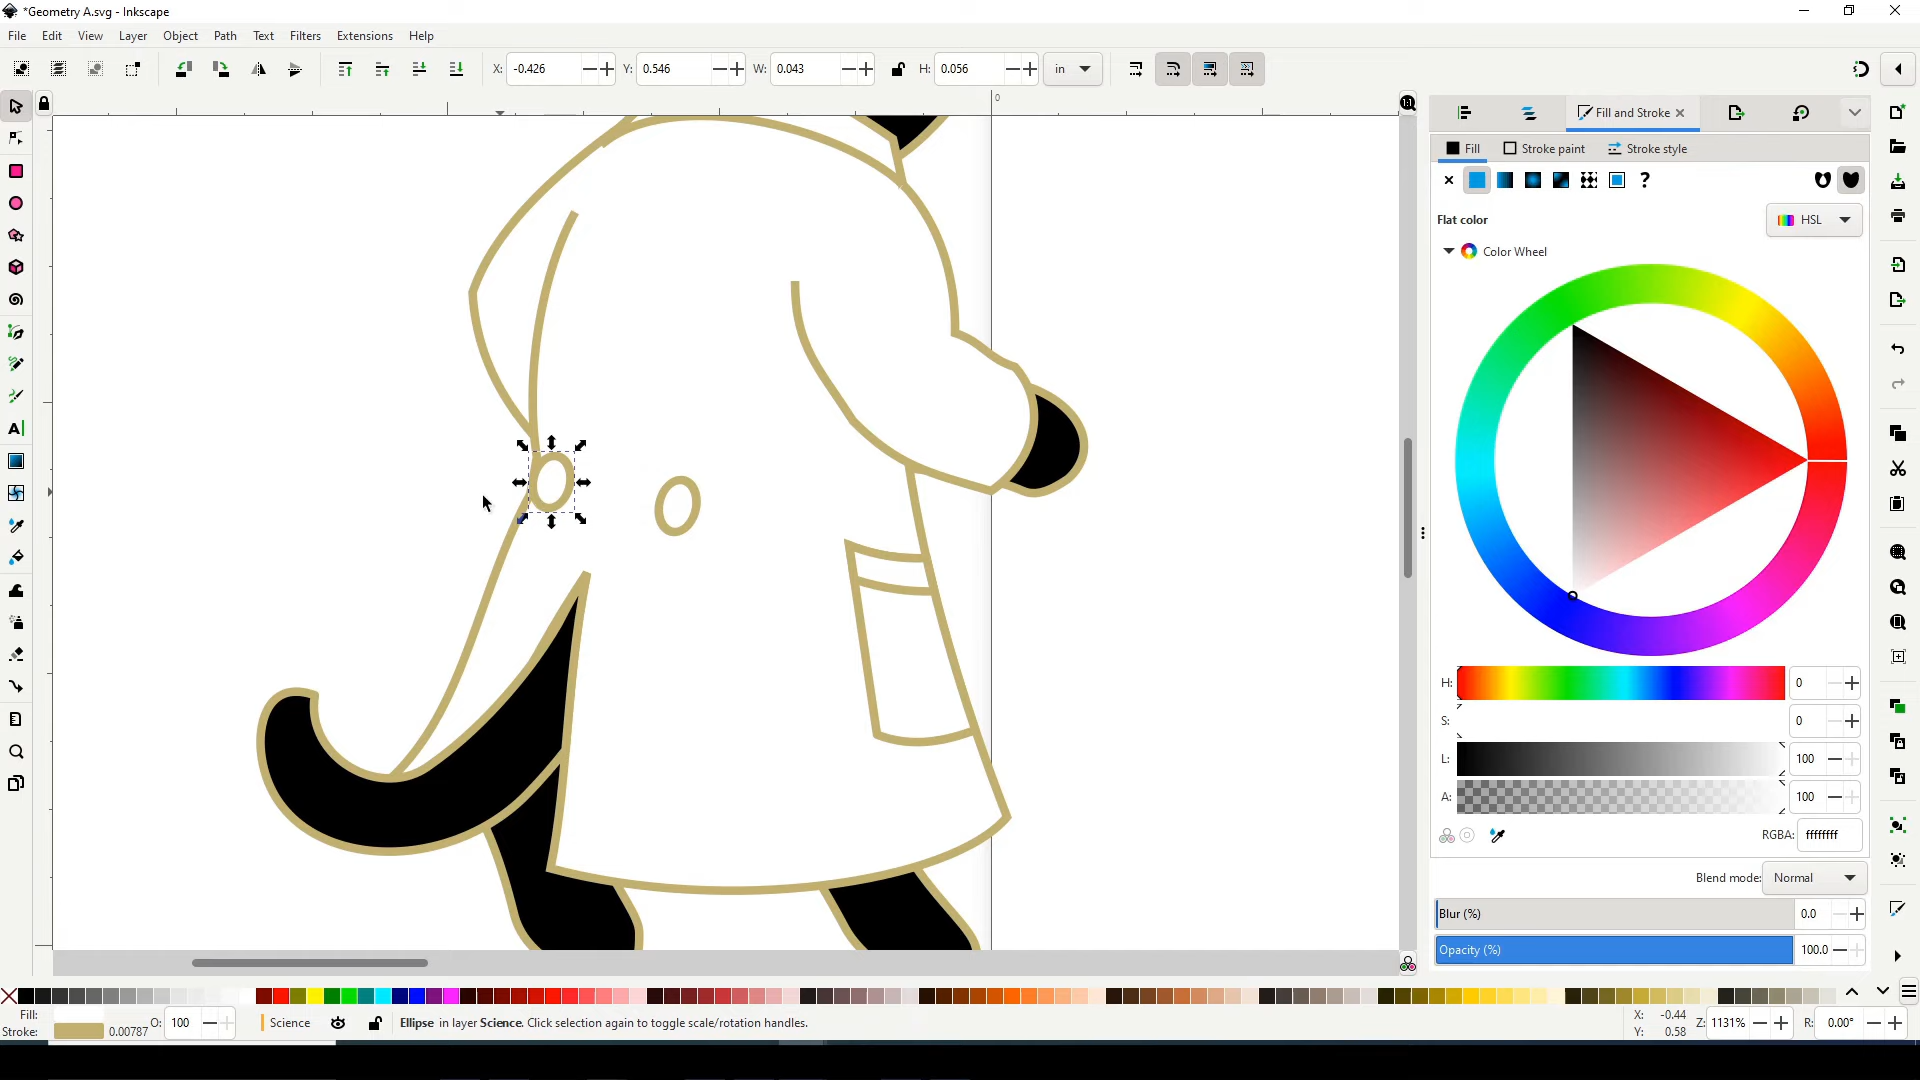 *Geometry A.svg - Inkscape
File Edit View Layer Object Path Text Filters Extensions Help
X: -0.426 Y: 0.546 W: 0.043 H: 0.056 in
1:1
0
Fill and Stroke
Fill Stroke paint Stroke style
?
Flat color HSL
Color Wheel
H: 0
S: 0
L: 100
A: 100
RGBA: ffffffff
Blend mode: Normal
Blur (%) 0.0
Opacity (%) 100.0
Fill:
Stroke: 0.00787
O: 100
Science
Ellipse in layer Science. Click selection again to toggle scale/rotation handles.
X: -0.44
Y: 0.58
Z: 1131%
R: 0.00°